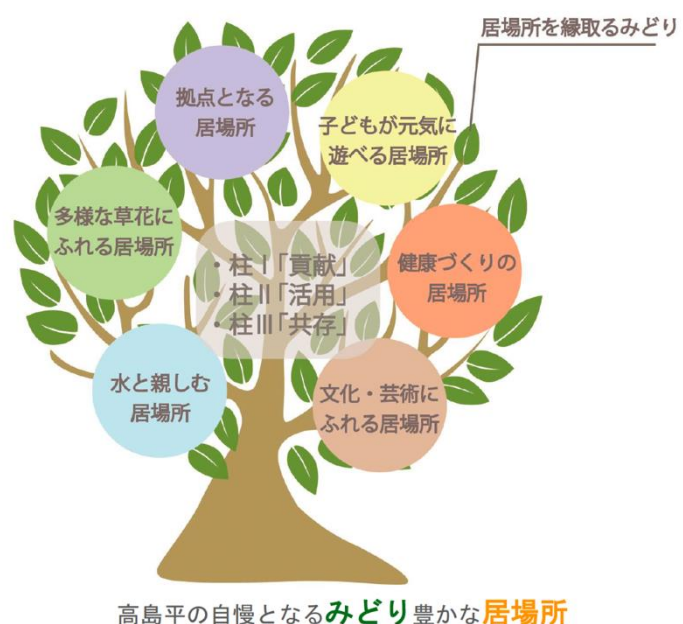 居場所を縁取るみどり
拠点となる
居場所
子どもが元気に
遊べる居場所
多様な草花に
ふれる居場所
・柱Ⅰ「貢献」
・柱Ⅱ「活用」
・柱Ⅲ「共存」
健康づくりの
居場所
水と親しむ
居場所
文化・芸術に
ふれる居場所
高島平の自慢となるみどり豊かな居場所